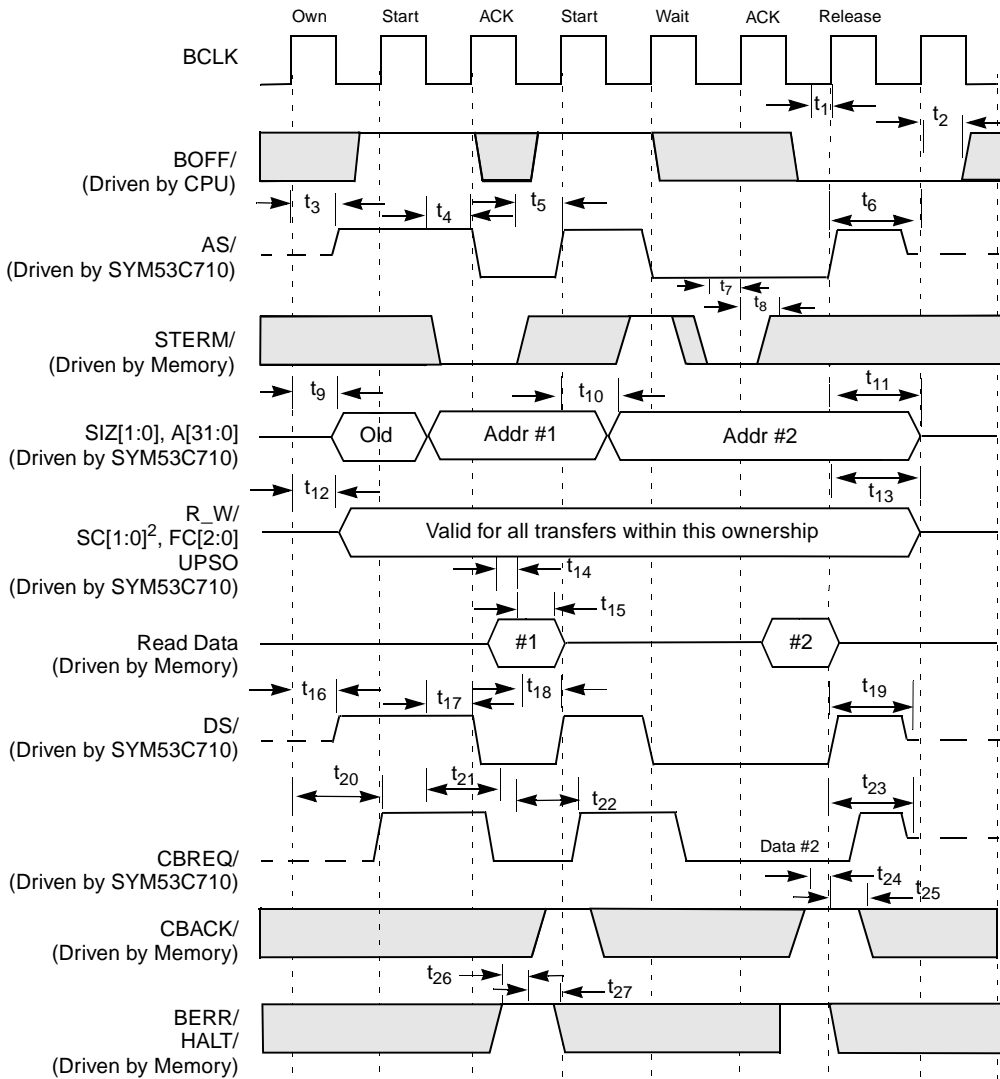 Own Start ACK Start Wait ACK Release
BCLK
t1
t2
BOFF/
(Driven by CPU)
t3 t4 t5 t6
AS/
(Driven by SYM53C710)
t7
t8
STERM/
(Driven by Memory)
t9 t10 t11
SIZ[1:0], A[31:0]
(Driven by SYM53C710)
Old Addr #1 Addr #2
t12 t13
R_W/
SC[1:0]2, FC[2:0]
UPSO
(Driven by SYM53C710)
Valid for all transfers within this ownership
t14
t15
Read Data
(Driven by Memory)
#1 #2
t16 t17 t18 t19
DS/
(Driven by SYM53C710)
t20 t21 t22 t23
CBREQ/
(Driven by SYM53C710)
Data #2
t24
t25
CBACK/
(Driven by Memory)
t26
t27
BERR/
HALT/
(Driven by Memory)